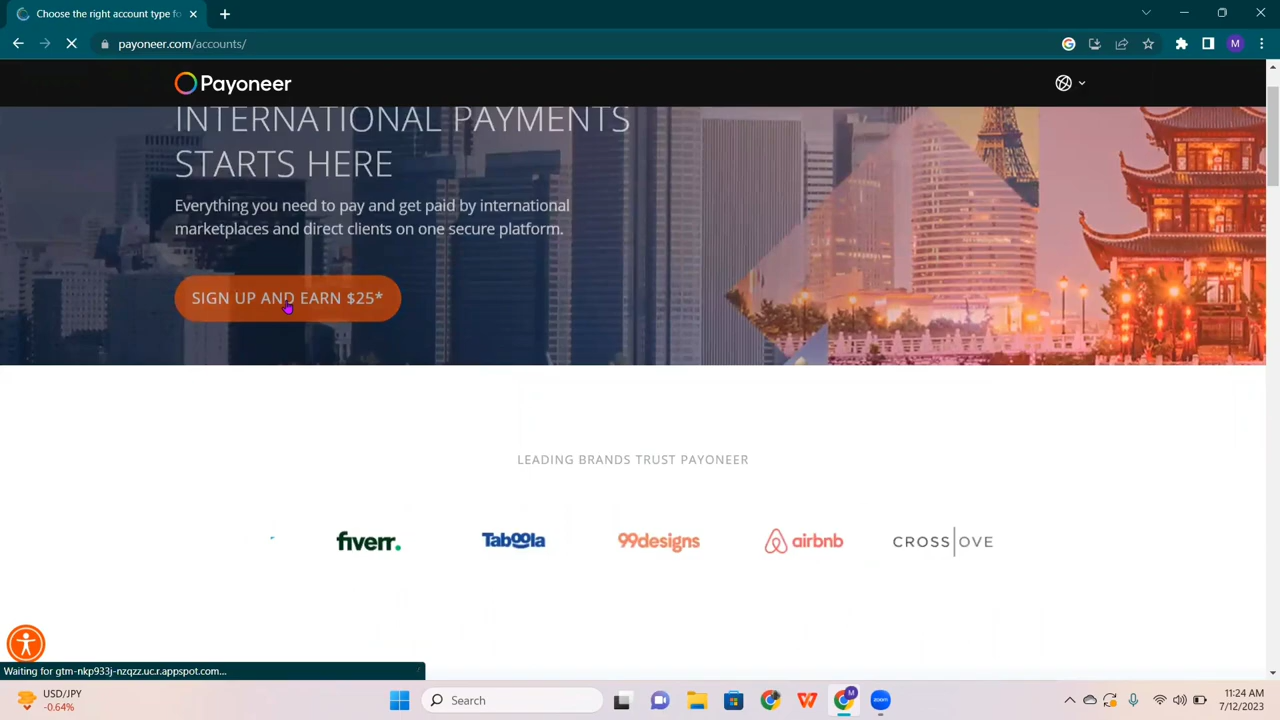 Choose the right account type fo
payoneer.com/accounts/
M
Payoneer
INTERNATIONAL PAYMENTS
STARTS HERE
Everything you need to pay and get paid by international
marketplaces and direct clients on one secure platform.
SIGN UP AND EARN $25*
LEADING BRANDS TRUST PAYONEER
fiverr.
Taboola
99designs
airbnb
CROSS|OVE
Waiting for gtm-nkp933j-nzqzz.uc.r.appspot.com...
USD/JPY
-0.64%
Search
M
zoom
11:24 AM
7/12/2023